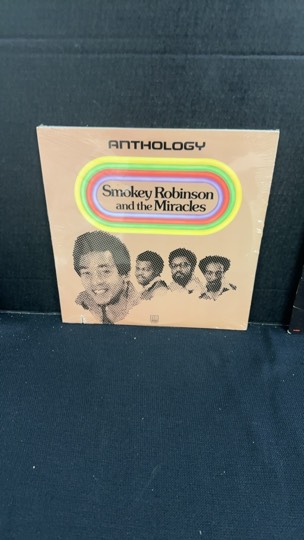 ANTHOLOGY
Smokey Robinson
and the Miracles